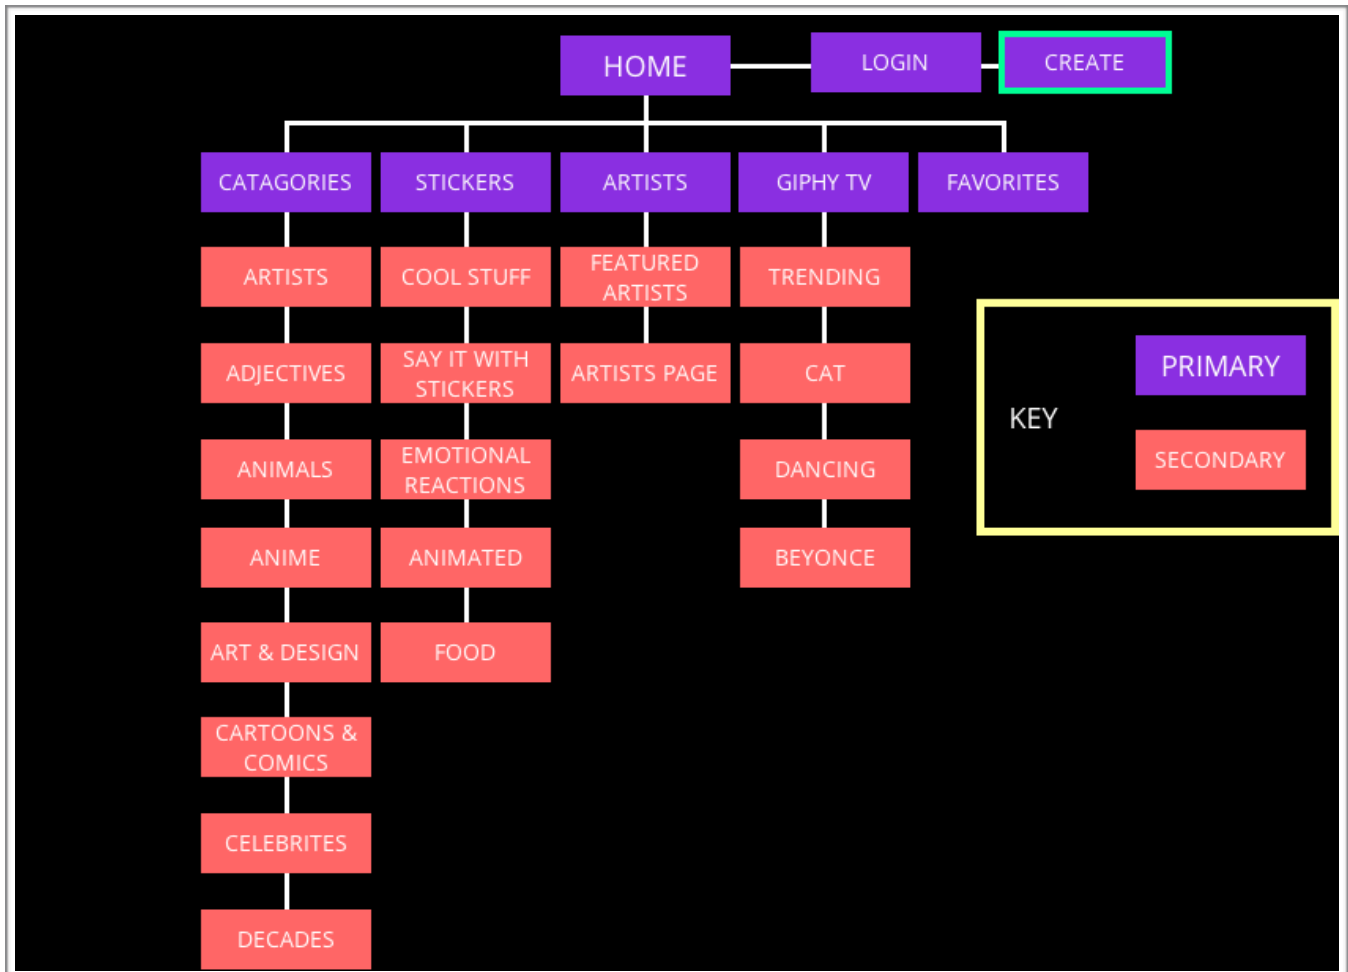 HOME
LOGIN
CREATE
CATAGORIES
STICKERS
ARTISTS
GIPHY TV
FAVORITES
ARTISTS
COOL STUFF
FEATURED
ARTISTS
TRENDING
ADJECTIVES
SAY IT WITH
STICKERS
ARTISTS PAGE
CAT
ANIMALS
EMOTIONAL
REACTIONS
DANCING
ANIME
ANIMATED
BEYONCE
ART & DESIGN
FOOD
CARTOONS &
COMICS
CELEBRITES
DECADES
KEY
PRIMARY
SECONDARY